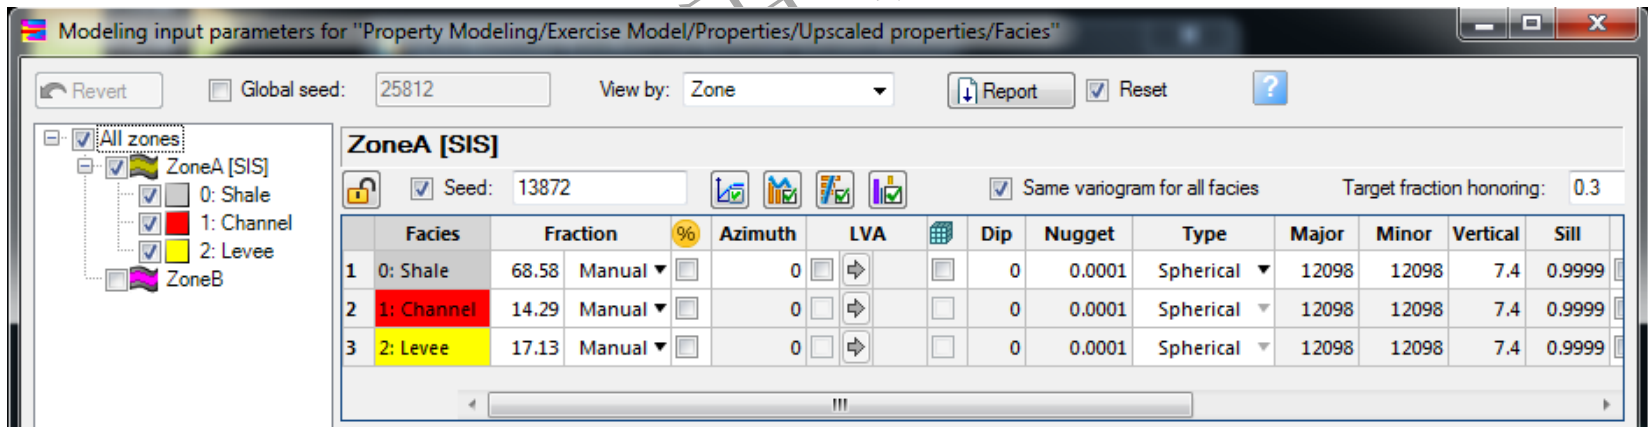 Modeling input parameters for "Property Modeling/Exercise Model/Properties/Upscaled properties/Facies"
Revert Global seed: 25812 View by: Zone Report Reset ?
All zones
ZoneA [SIS]
0: Shale
1: Channel
2: Levee
ZoneB
ZoneA [SIS]
Seed: 13872 Same variogram for all facies Target fraction honoring: 0.3
Facies Fraction % Azimuth LVA Dip Nugget Type Major Minor Vertical Sill
1 0: Shale 68.58 Manual 0 0 0.0001 Spherical 12098 12098 7.4 0.9999
2 1: Channel 14.29 Manual 0 0 0.0001 Spherical 12098 12098 7.4 0.9999
3 2: Levee 17.13 Manual 0 0 0.0001 Spherical 12098 12098 7.4 0.9999